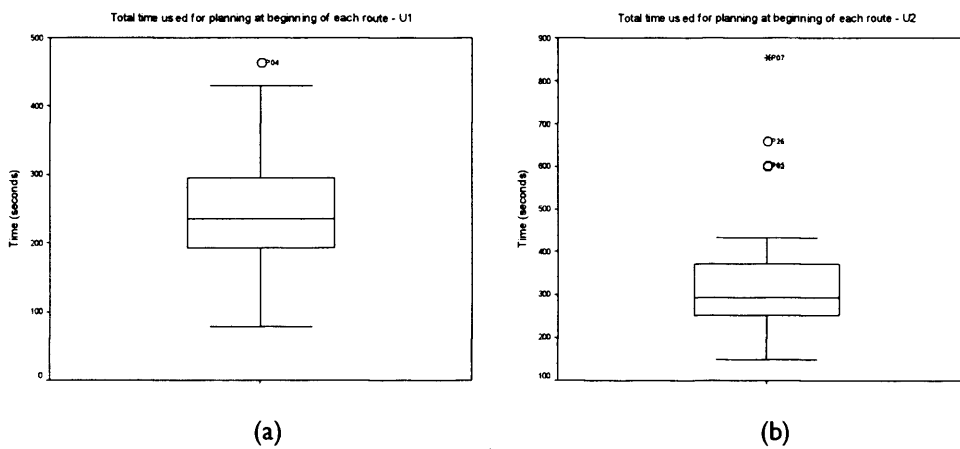 Total time used for planning at beginning of each route - U1
500
400
300
200
100
0
Time (seconds)
P04
(a)
Total time used for planning at beginning of each route - U2
900
800
700
600
500
400
300
200
100
Time (seconds)
P07
P26
(b)